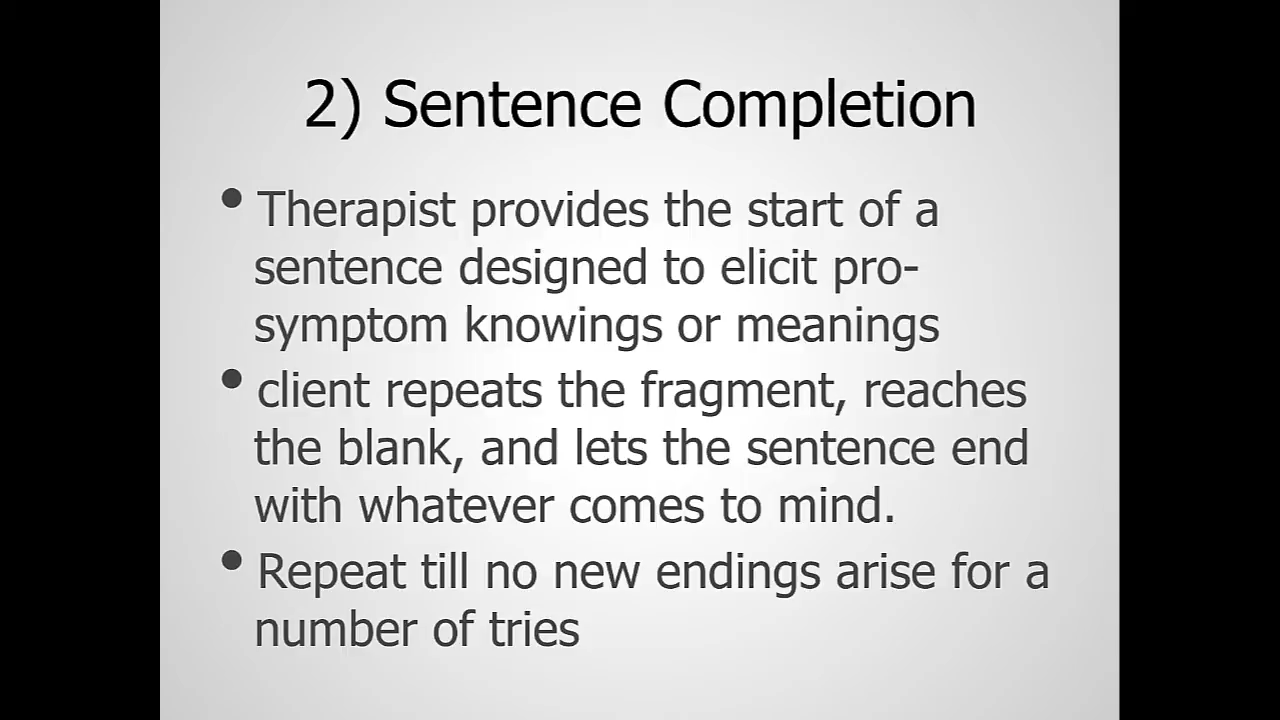 2) Sentence Completion
• Therapist provides the start of a
sentence designed to elicit pro-
symptom knowings or meanings
• client repeats the fragment, reaches
the blank, and lets the sentence end
with whatever comes to mind.
• Repeat till no new endings arise for a
number of tries